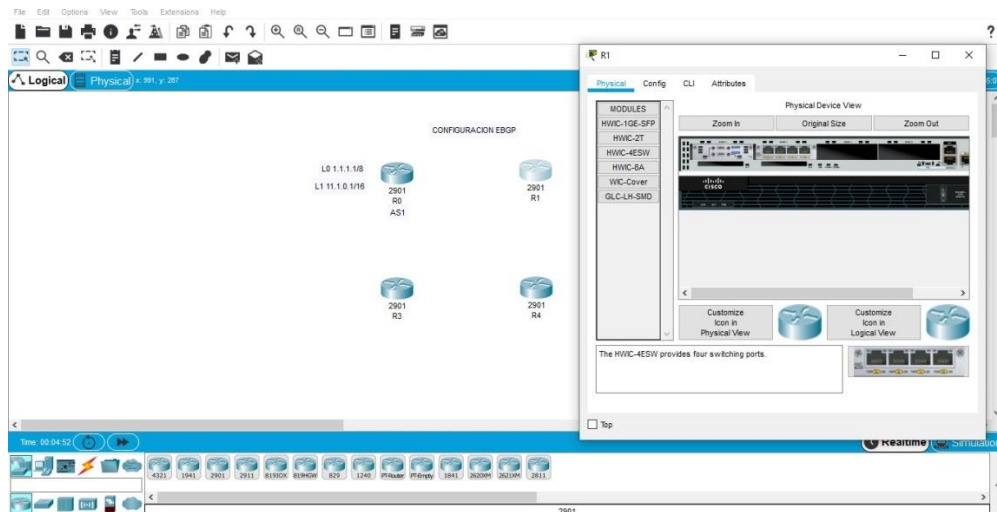 File Edit Options View Tools Extensions Help
?
Logical Physical x: 991, y: 287
CONFIGURACION EBGP
L0 1.1.1.1/8
L1 11.1.0.1/16
2901
R0
AS1
2901
R1
2901
R3
2901
R4
R1
Physical Config CLI Attributes
MODULES
HWIC-1GE-SFP
HWIC-2T
HWIC-4ESW
HWIC-8A
WIC-Cover
GLC-LH-SMD
Physical Device View
Zoom In Original Size Zoom Out
CISCO
Customize
Icon in
Physical View
Customize
Icon in
Logical View
The HWIC-4ESW provides four switching ports.
Top
Time: 00:04:52
Realtime Simulation
4321 1941 2901 2911 819IOX 819HGW 829 1240 PT-Router PT-Empty 1841 2620XM 2621XM 2811
2901